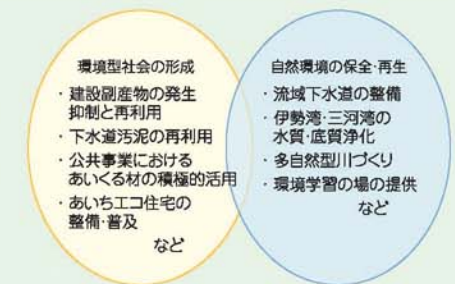 環境型社会の形成
・建設副産物の発生
抑制と再利用
・下水道汚泥の再利用
・公共事業における
あいくる材の積極的活用
・あいちエコ住宅の
整備・普及
など
自然環境の保全・再生
・流域下水道の整備
・伊勢湾・三河湾の
水質・底質浄化
・多自然型川づくり
・環境学習の場の提供
など